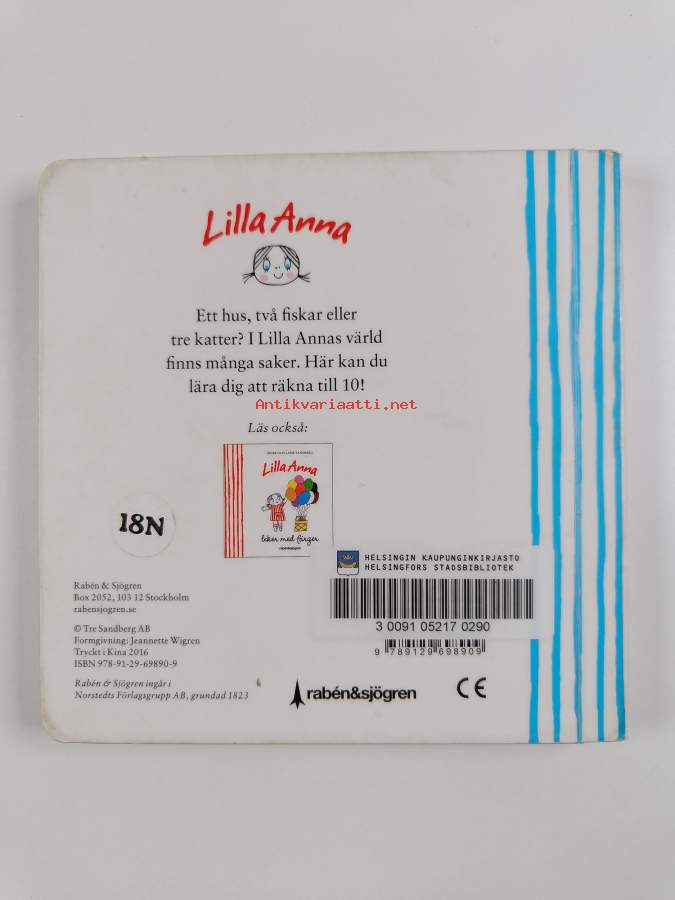 Lilla Anna
Ett hus, två fiskar eller
tre katter? I Lilla Annas värld
finns många saker. Här kan du
lära dig att räkna till 10!
Antikvariaatti.net
Läs också:
Lilla Anna
leker med färger
18N
HELSINGIN KAUPUNGINKIRJASTO
HELSINGFORS STADSBIBLIOTEK
3 0091 05217 0290
9 789129 698909
Rabén & Sjögren
Box 2052, 103 12 Stockholm
rabensjogren.se
© Tre Sandberg AB
Formgivning: Jeannette Wigren
Tryckt i Kina 2016
ISBN 978-91-29-69890-9
Rabén & Sjögren ingår i
Norstedts Förlagsgrupp AB, grundad 1823
rabén&sjögren
CE